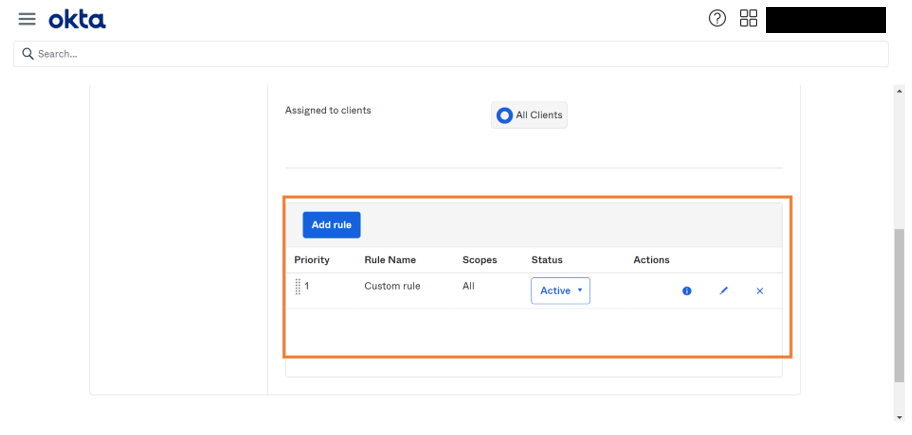 okta
Search...
Assigned to clients
All Clients
Add rule
Priority Rule Name Scopes Status Actions
1 Custom rule All Active